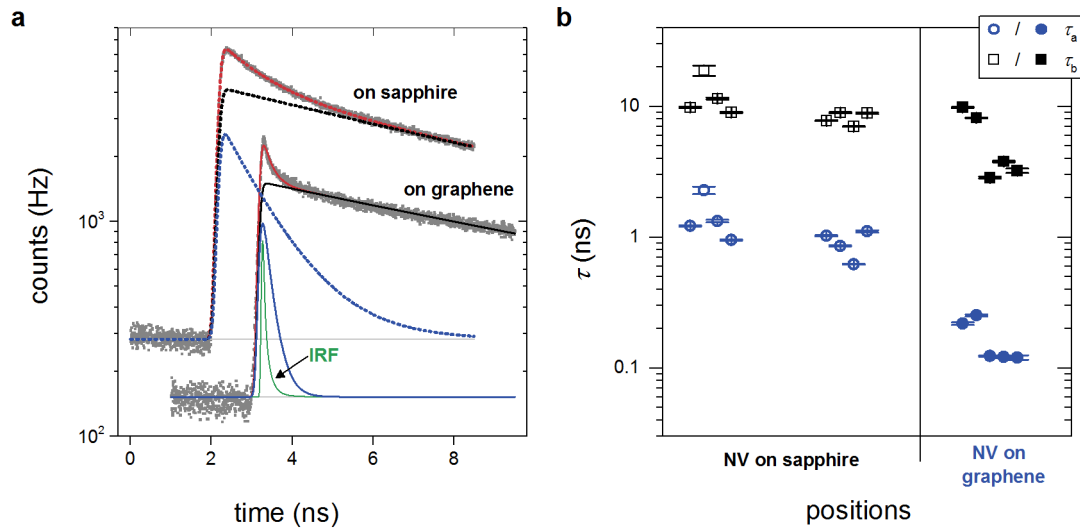 a
counts (Hz)
10³
10²
on sapphire
on graphene
IRF
0 2 4 6 8
time (ns)
b
τ (ns)
10
1
0.1
○ / ● τa
□ / ■ τb
NV on sapphire
NV on
graphene
positions